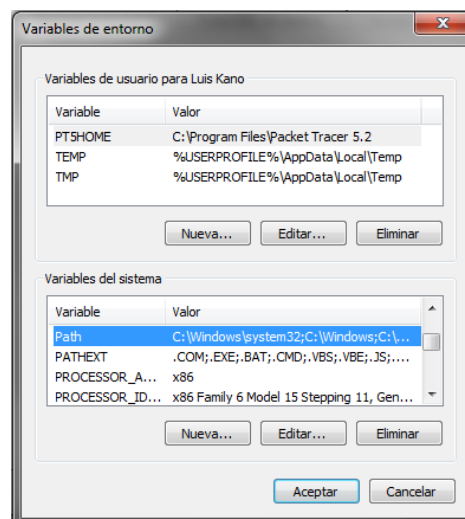 Variables de entorno
Variables de usuario para Luis Kano
Variable Valor
PT5HOME C:\Program Files\Packet Tracer 5.2
TEMP %USERPROFILE%\AppData\Local\Temp
TMP %USERPROFILE%\AppData\Local\Temp
Nueva... Editar... Eliminar
Variables del sistema
Variable Valor
Path C:\Windows\system32;C:\Windows;C:\...
PATHEXT .COM;.EXE;.BAT;.CMD;.VBS;.VBE;.JS;....
PROCESSOR_A... x86
PROCESSOR_ID... x86 Family 6 Model 15 Stepping 11, Gen...
Nueva... Editar... Eliminar
Aceptar Cancelar